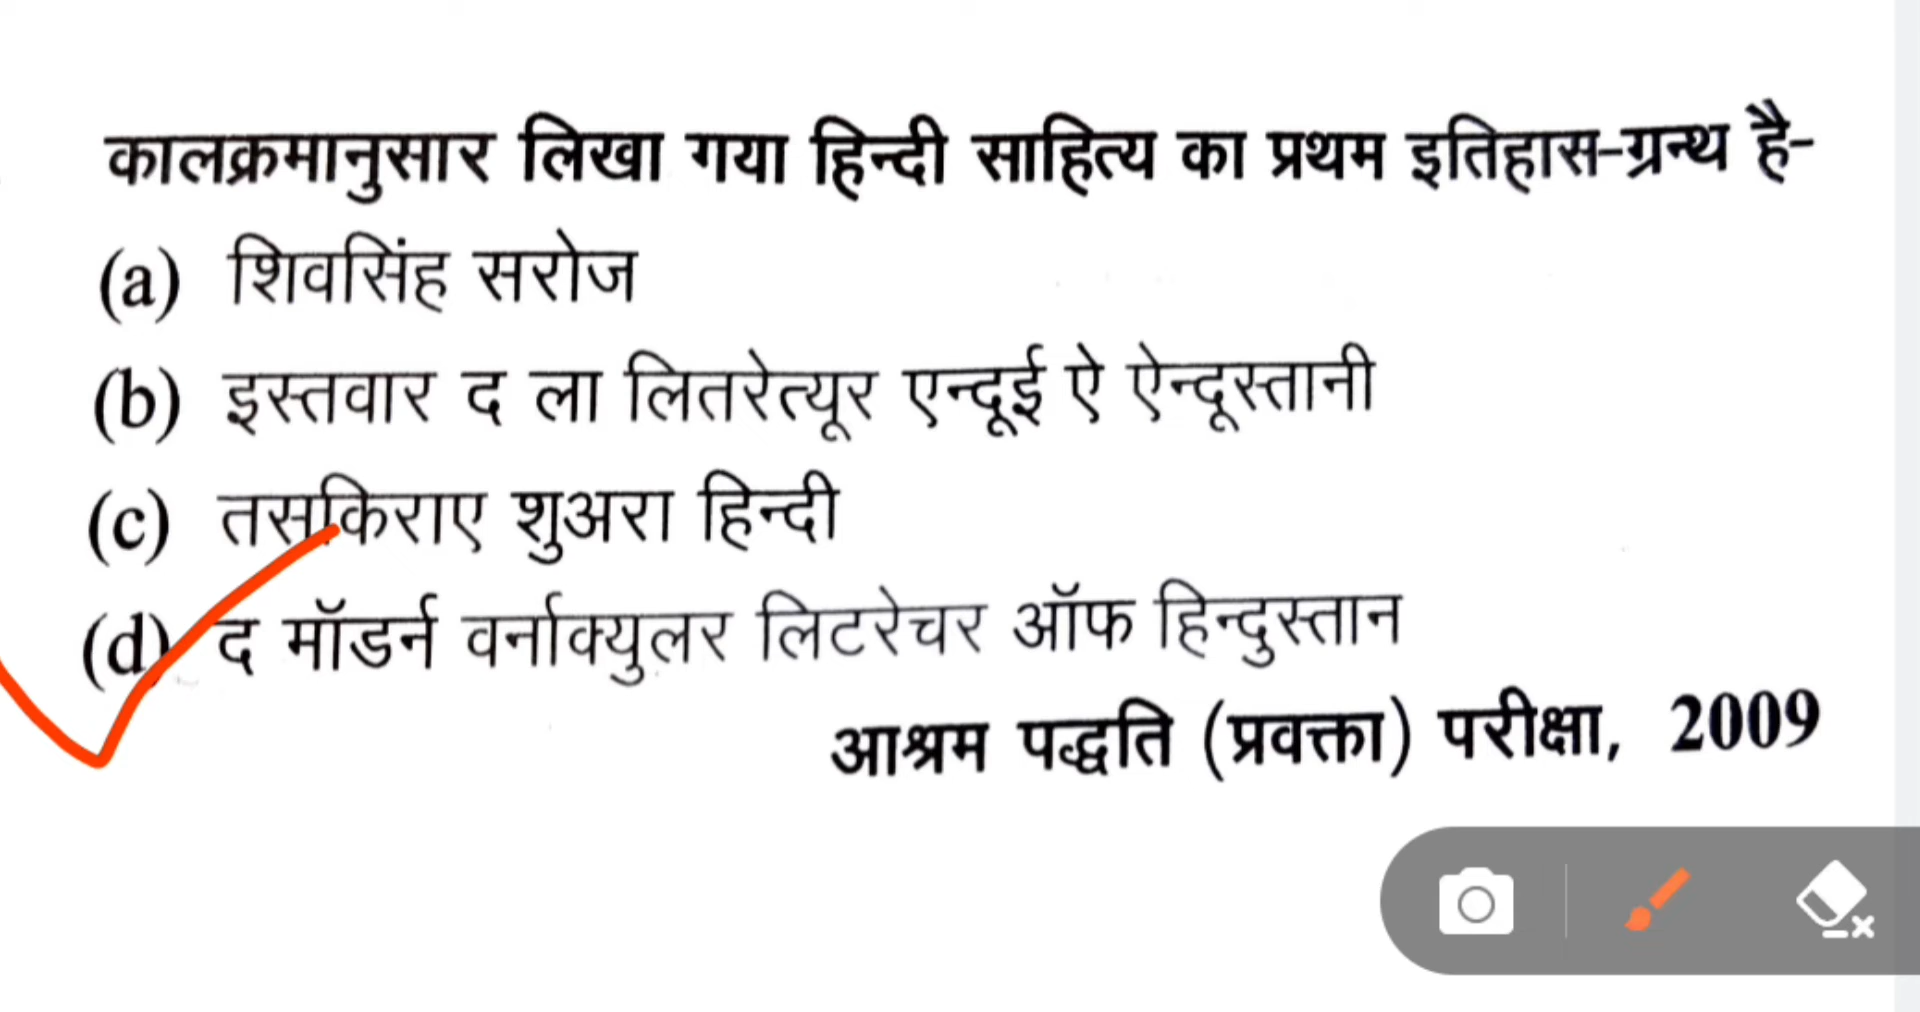 कालक्रमानुसार लिखा गया हिन्दी साहित्य का प्रथम इतिहास-ग्रन्थ है-
(a) शिवसिंह सरोज
(b) इस्तवार द ला लितरेत्यूर एन्दूई ऐ ऐन्दूस्तानी
(c) तसकिराए शुअरा हिन्दी
(d) द मॉडर्न वर्नाक्युलर लिटरेचर ऑफ हिन्दुस्तान
आश्रम पद्धति (प्रवक्ता) परीक्षा, 2009